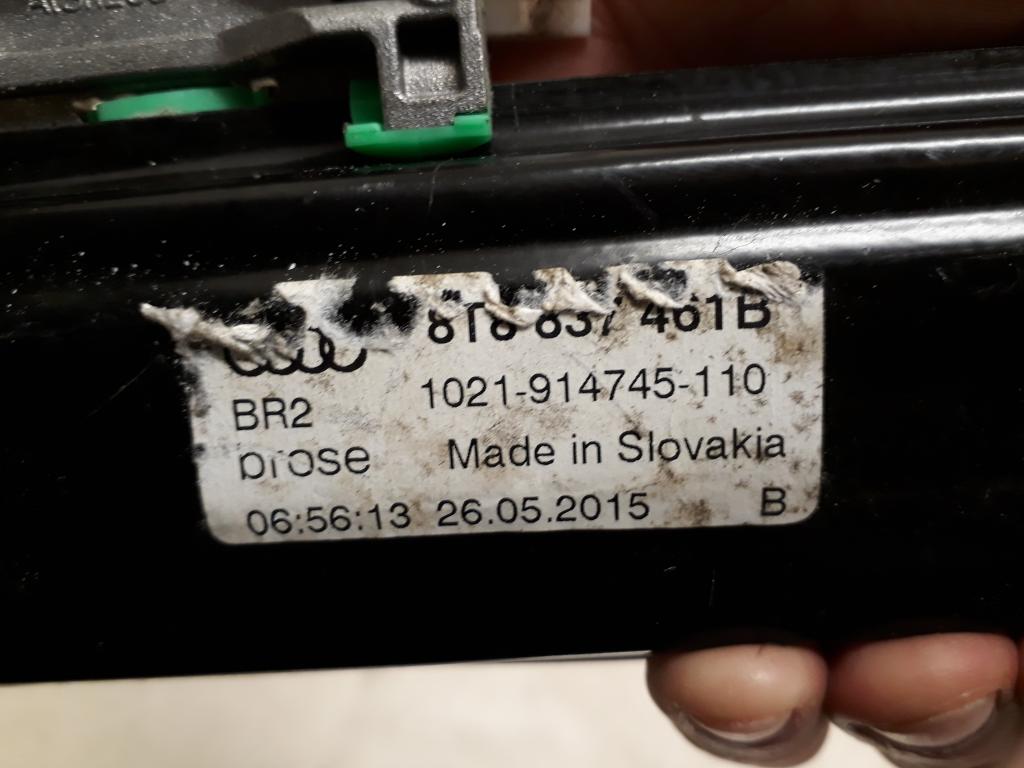 8T8 837 461B
1021-914745-110
BR2
brose
Made in Slovakia
06:56:13 26.05.2015 B